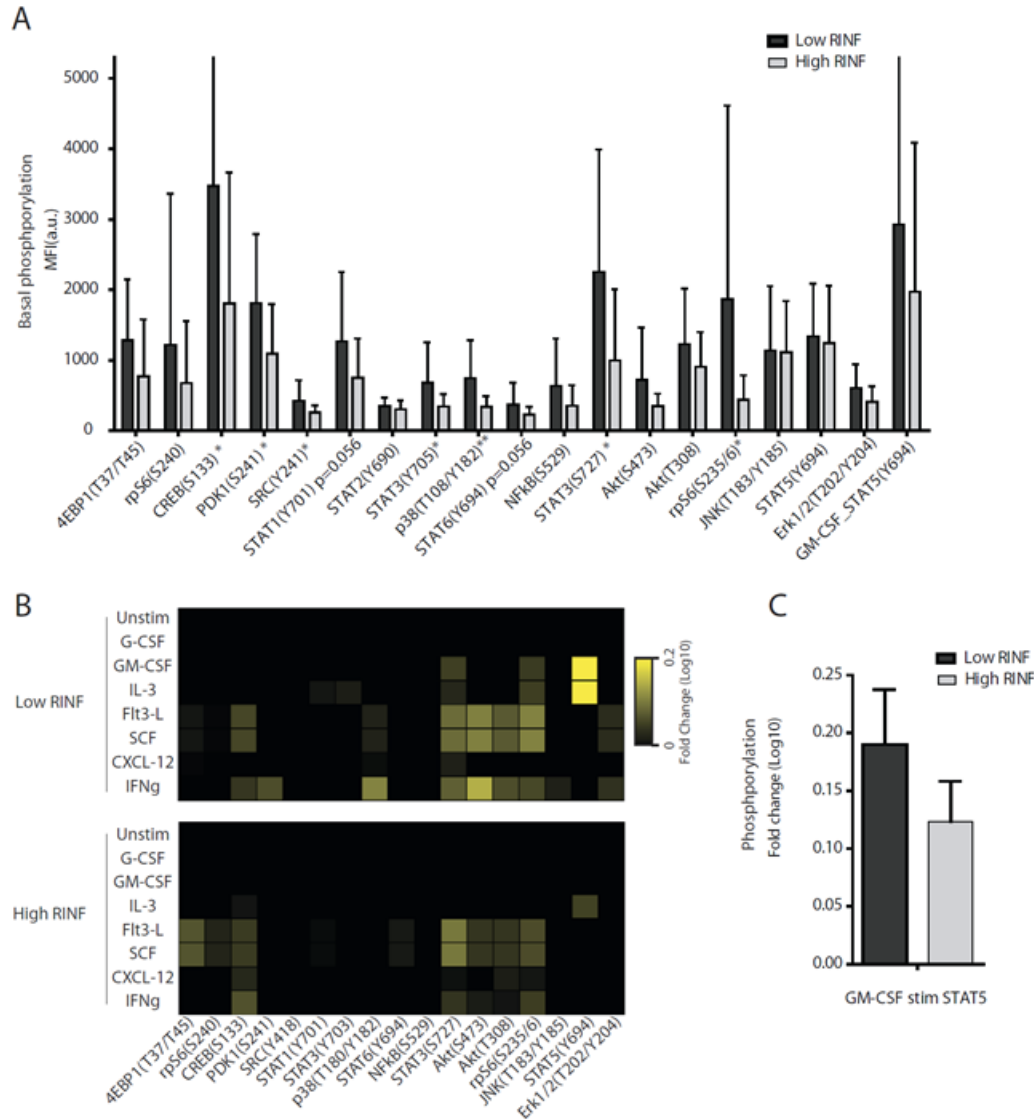 A
Low RINF
High RINF
Basal phosphporylation
MFI(a.u.)
5000
4000
3000
2000
1000
0
4EBP1(T37/T45)
rpS6(S240)
CREB(S133) *
PDK1(S241) *
SRC(Y241)*
STAT1(Y701) p=0.056
STAT2(Y690)
STAT3(Y705)*
p38(T108/Y182)**
STAT6(Y694) p=0.056
NFkB(S529)
STAT3(S727) *
Akt(S473)
Akt(T308)
rpS6(S235/6)*
JNK(T183/Y185)
STAT5(Y694)
Erk1/2(T202/Y204)
GM-CSF_STAT5(Y694)
B
Low RINF
Unstim
G-CSF
GM-CSF
IL-3
Flt3-L
SCF
CXCL-12
IFNg
0.2
0
Fold Change (Log10)
High RINF
Unstim
G-CSF
GM-CSF
IL-3
Flt3-L
SCF
CXCL-12
IFNg
4EBP1(T37/T45)
rpS6(S240)
CREB(S133)
PDK1(S241)
SRC(Y418)
STAT1(Y701)
STAT3(Y703)
p38(T180/Y182)
STAT6(Y694)
NFkB(S529)
STAT3(S727)
Akt(S473)
Akt(T308)
rpS6(S235/6)
JNK(T183/Y185)
STAT5(Y694)
Erk1/2(T202/Y204)
C
Low RINF
High RINF
Phosphporylation
Fold change (Log10)
0.25
0.20
0.15
0.10
0.05
0.00
GM-CSF stim STAT5